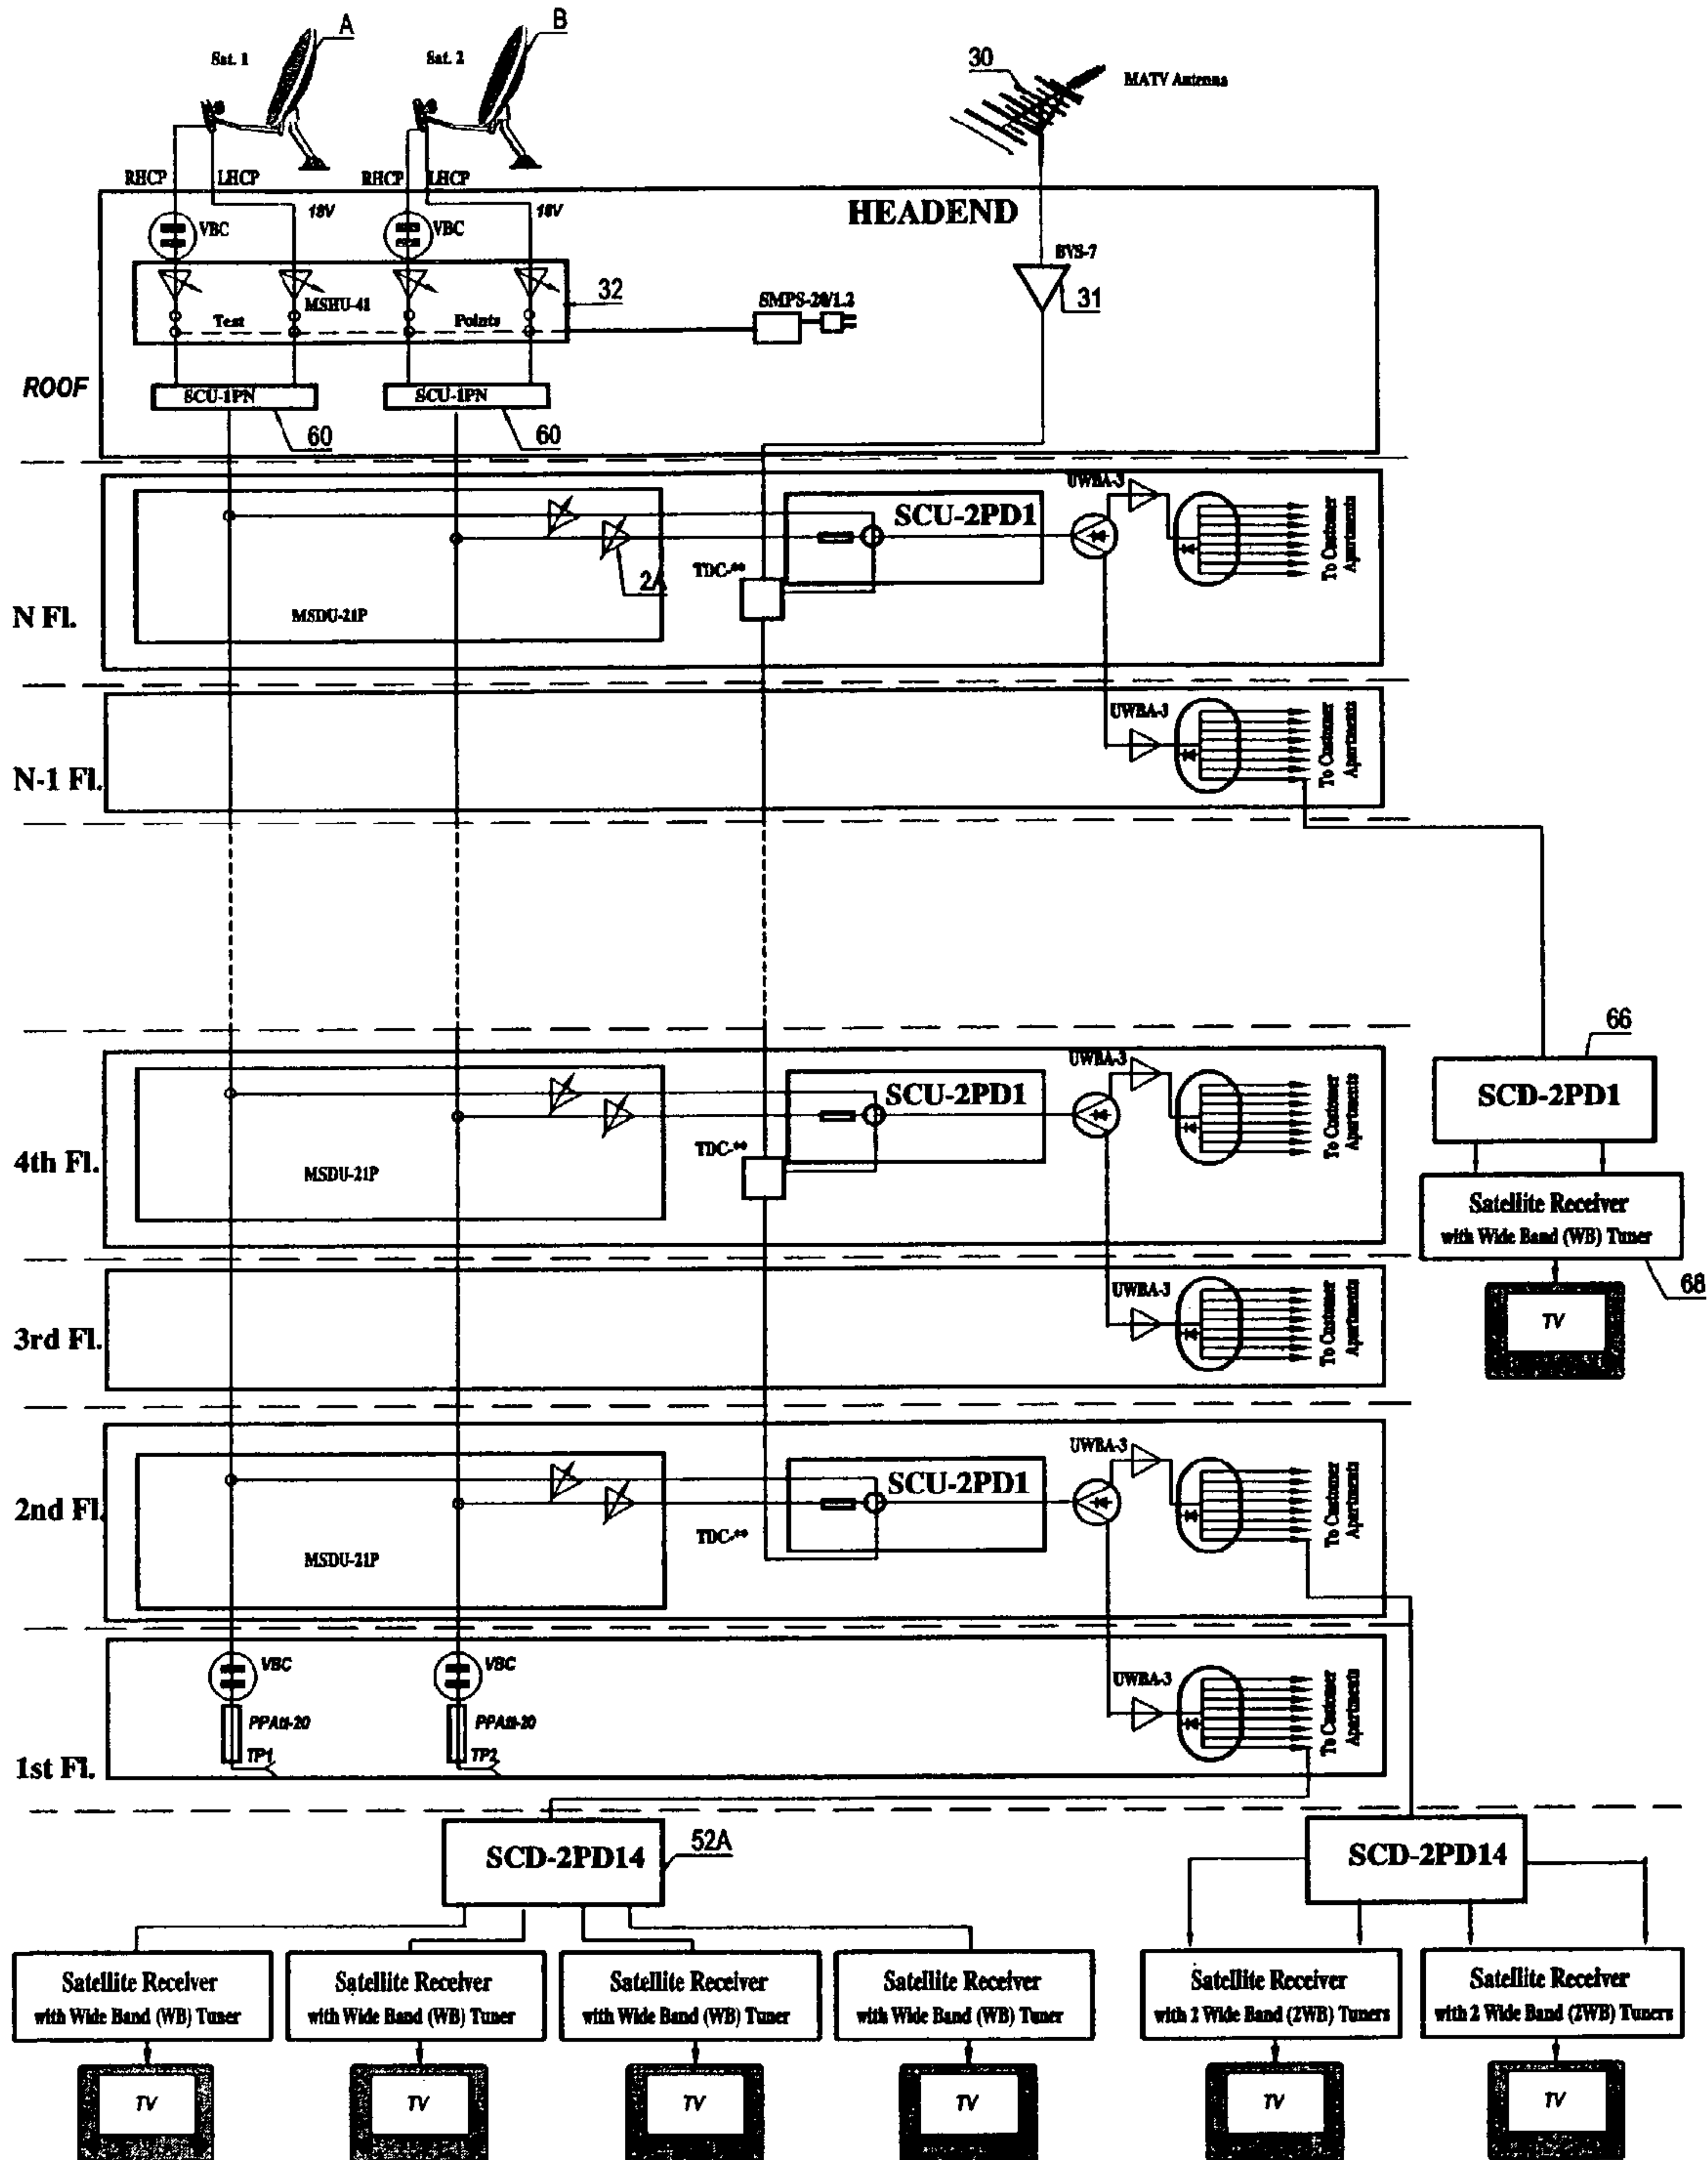 A
B
Sat. 1
Sat. 2
30
MATV Antenna
RHCP
LHCP
RHCP
LHCP
18V
18V
HEADEND
VBC
VBC
BVS-7
31
32
MSHU-41
Test
Points
SMPS-20/1.2
ROOF
SCU-1PN
SCU-1PN
60
60
UWBA-3
SCU-2PD1
To Customer
Apartments
TDC-**
2A
MSDU-21P
N Fl.
UWBA-3
To Customer
Apartments
N-1 Fl.
66
SCD-2PD1
UWBA-3
SCU-2PD1
To Customer
Apartments
TDC-**
MSDU-21P
4th Fl.
Satellite Receiver
with Wide Band (WB) Tuner
68
TV
UWBA-3
To Customer
Apartments
3rd Fl.
UWBA-3
SCU-2PD1
To Customer
Apartments
2nd Fl.
TDC-**
MSDU-21P
VBC
VBC
UWBA-3
To Customer
Apartments
PPAtt-20
PPAtt-20
TP1
TP2
1st Fl.
SCD-2PD14
52A
SCD-2PD14
Satellite Receiver
with Wide Band (WB) Tuner
Satellite Receiver
with Wide Band (WB) Tuner
Satellite Receiver
with Wide Band (WB) Tuner
Satellite Receiver
with Wide Band (WB) Tuner
Satellite Receiver
with 2 Wide Band (2WB) Tuners
Satellite Receiver
with 2 Wide Band (2WB) Tuners
TV
TV
TV
TV
TV
TV